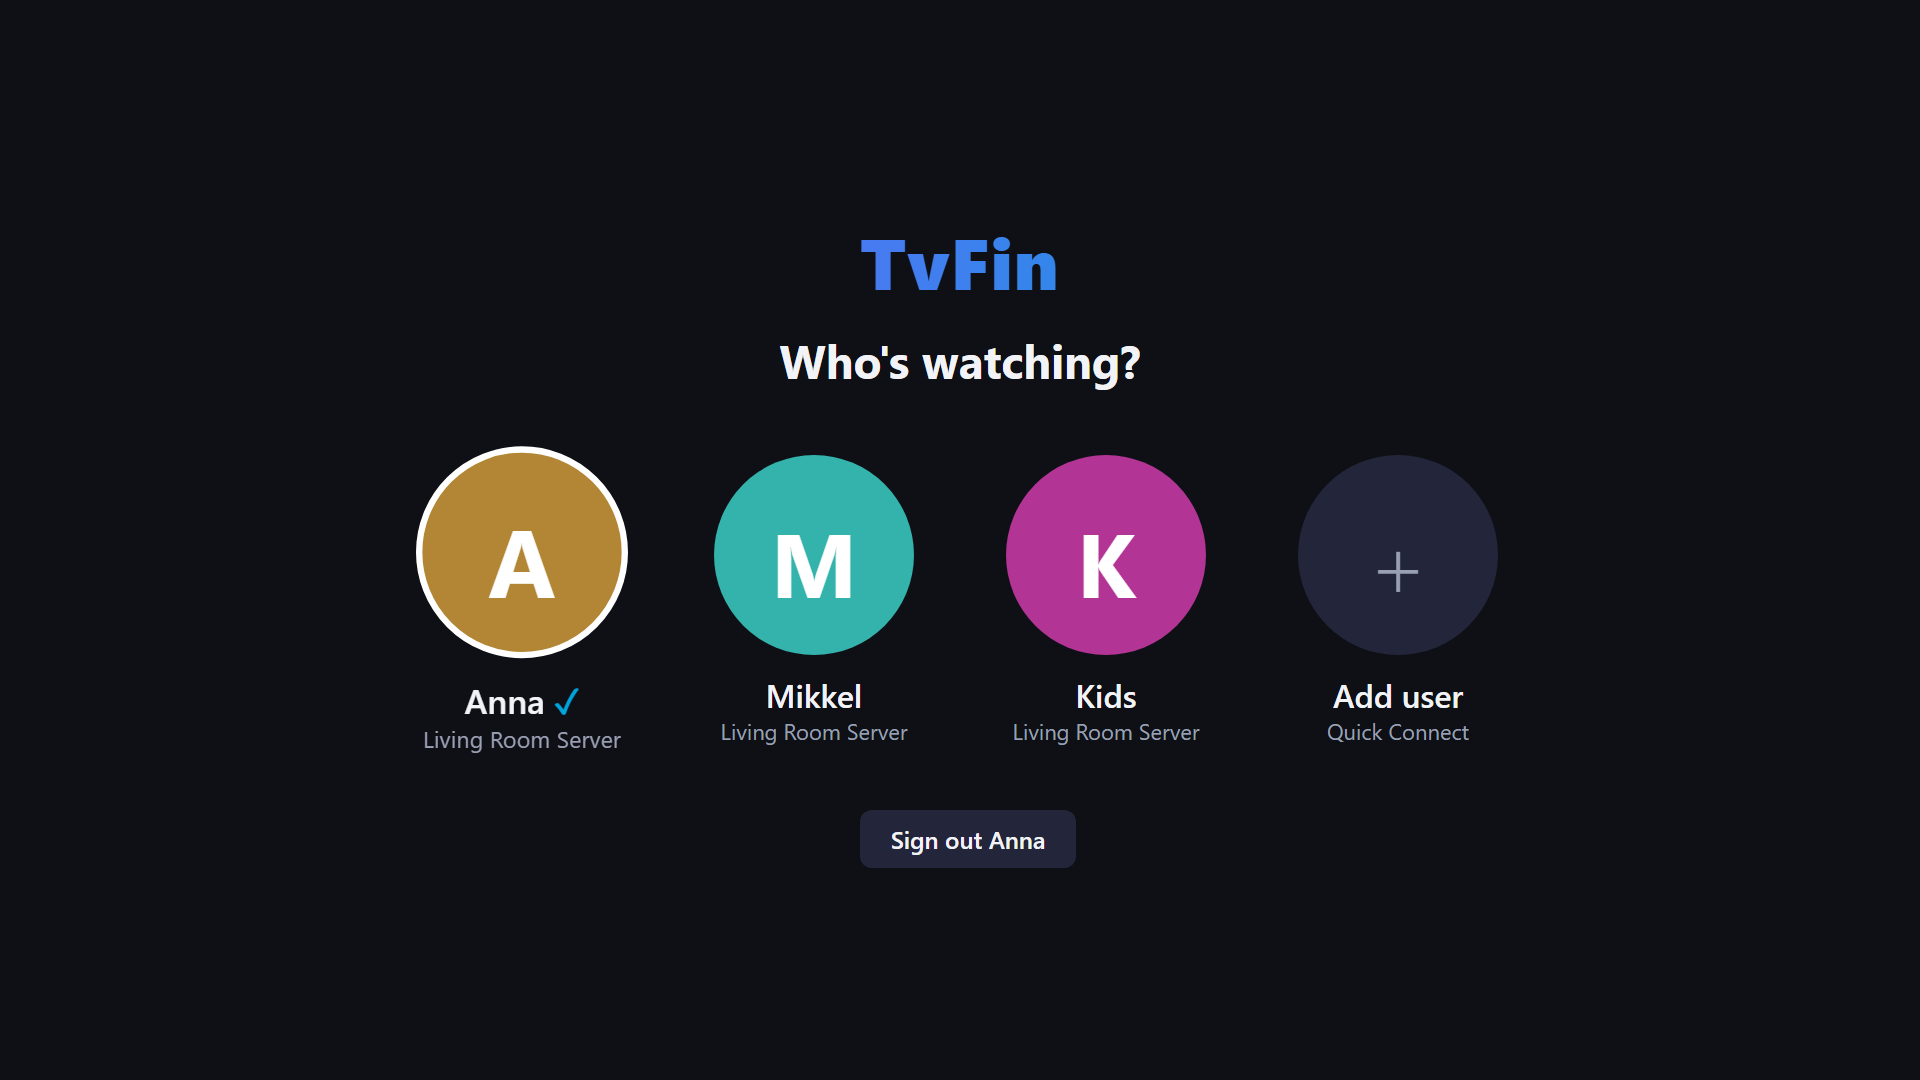 TvFin
Who's watching?
A
M
K
+
Anna ✓
Mikkel
Kids
Add user
Living Room Server
Living Room Server
Living Room Server
Quick Connect
Sign out Anna